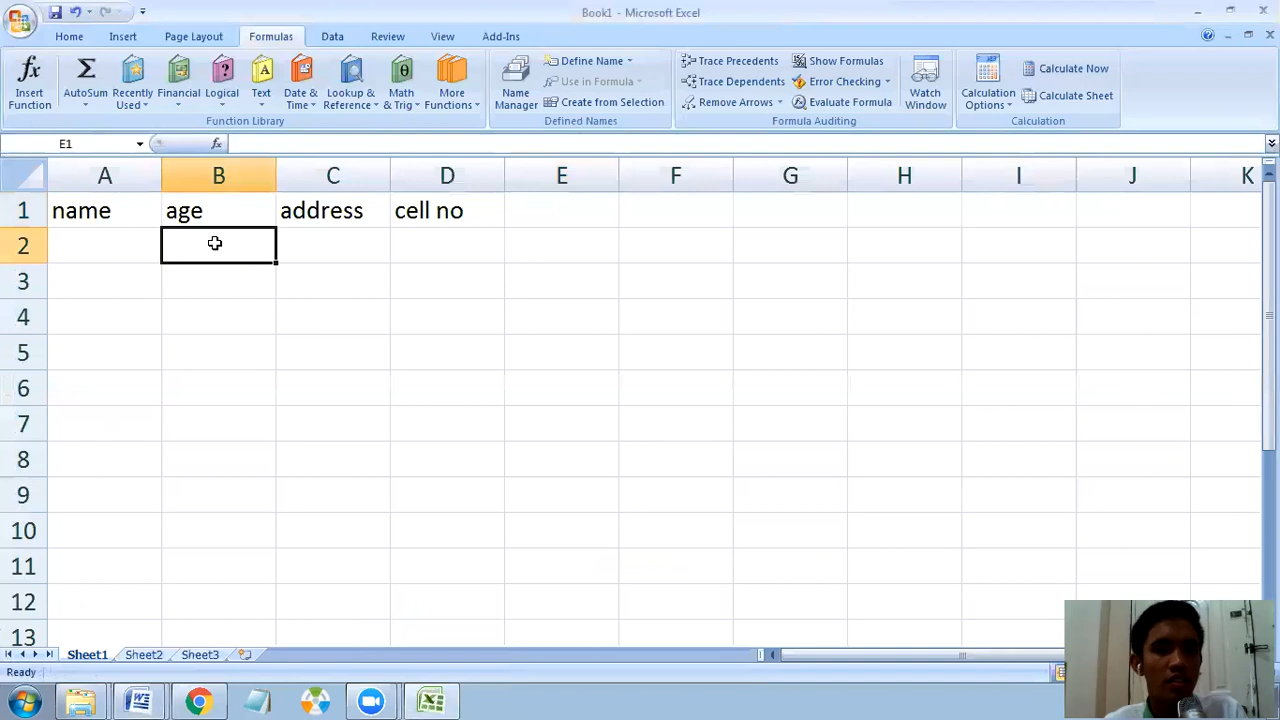 Book1 - Microsoft Excel
Home Insert Page Layout Formulas Data Review View Add-Ins
fx Insert Function
Σ AutoSum
Recently Used
Financial
? Logical
A Text
Date & Time
Lookup & Reference
θ Math & Trig
More Functions
Function Library
Name Manager
Define Name
Use in Formula
Create from Selection
Defined Names
Trace Precedents
Trace Dependents
Remove Arrows
Show Formulas
Error Checking
Evaluate Formula
Formula Auditing
Watch Window
Calculation Options
Calculate Now
Calculate Sheet
Calculation
E1 fx
A B C D E F G H I J K
1 name age address cell no
2
3
4
5
6
7
8
9
10
11
12
13
Sheet1 Sheet2 Sheet3
Ready